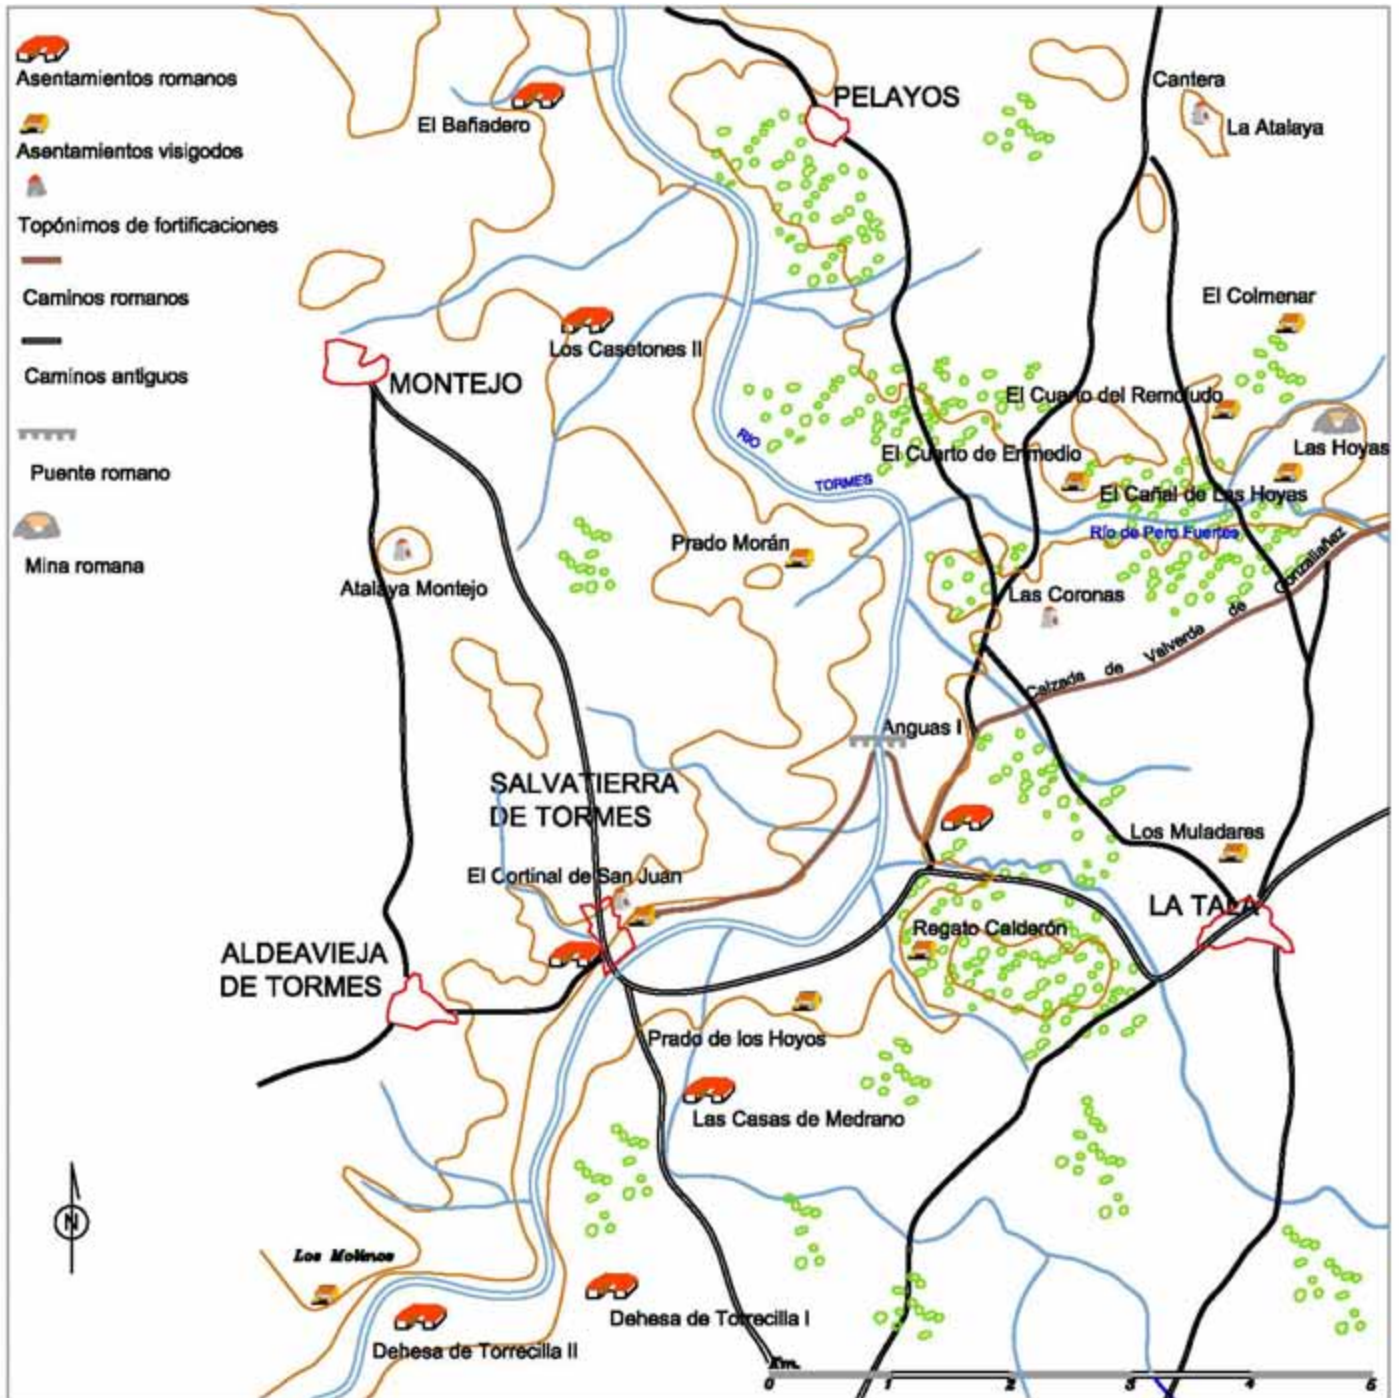 Asentamientos romanos
Asentamientos visigodos
Topónimos de fortificaciones
Caminos romanos
Caminos antiguos
Puente romano
Mina romana
PELAYOS
Cantera
La Atalaya
El Bañadero
El Colmenar
Los Casetones II
MONTEJO
El Cuarto del Remoludo
Las Hoyas
RIO
El Cuarto de Enmedio
TORMES
El Cañal de Las Hoyas
Río de Pero Fuertes
Prado Morán
Atalaya Montejo
Las Coronas
Calzada de Valverde de Gonzaliañez
Anguas I
SALVATIERRA
DE TORMES
Los Muladares
El Cortinal de San Juan
LA TALA
Regato Calderón
ALDEAVIEJA
DE TORMES
Prado de los Hoyos
Las Casas de Medrano
N
Los Molinos
Dehesa de Torrecilla I
Dehesa de Torrecilla II
Km.
0 1 2 3 4 5